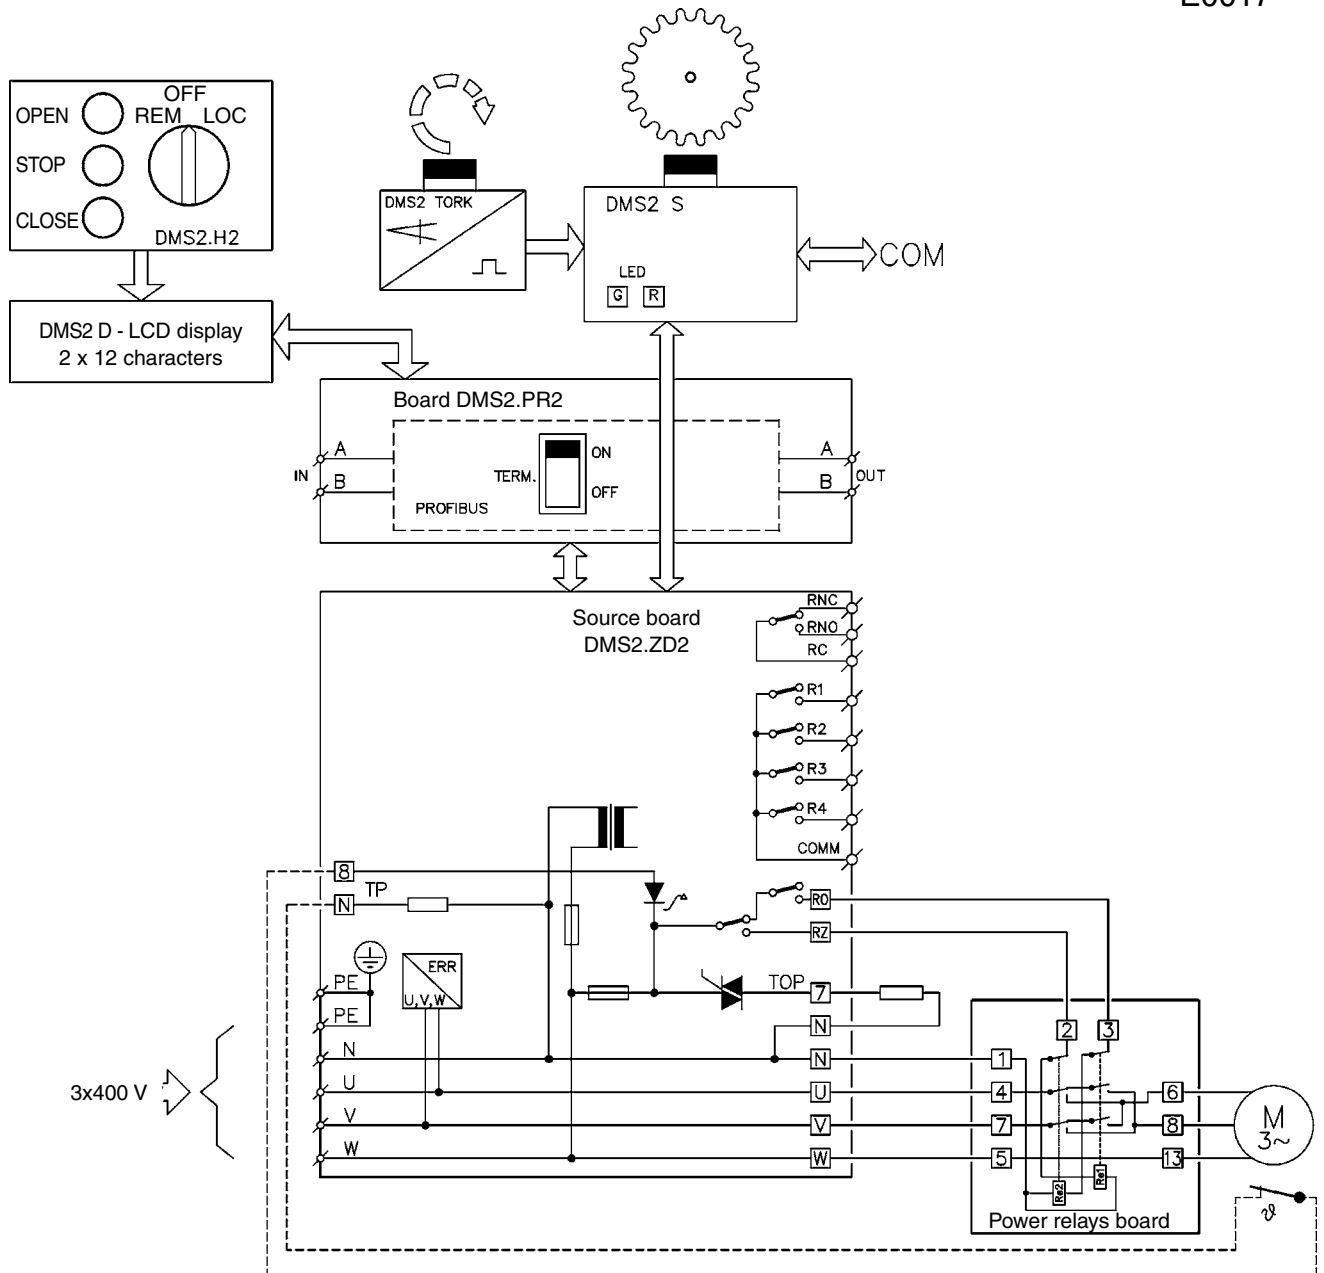 OFF
OPEN REM LOC
STOP
CLOSE
DMS2.H2
DMS2 TORK
DMS2 S
LED
G R
COM
DMS2 D - LCD display
2 x 12 characters
Board DMS2.PR2
IN A B
TERM. ON OFF
PROFIBUS
A B OUT
Source board
DMS2.ZD2
RNC
RNO
RC
R1
R2
R3
R4
COMM
8
TP
N
RO
RZ
ERR
U,V,W
PE
PE
TOP 7
N
N N 1
U U 4 6
V V 7 8
W W 5 13
2 3
Re2 Re1
Power relays board
3x400 V
M
3~
ϑ